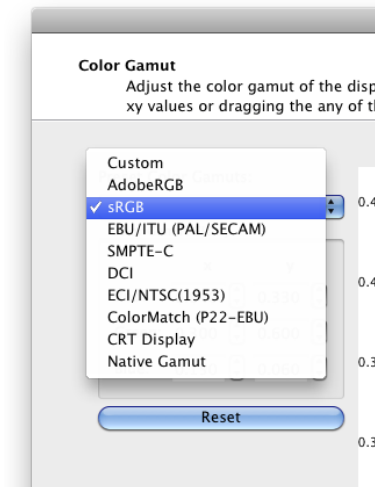 Color Gamut
Adjust the color gamut of the disp
xy values or dragging the any of t
Custom
AdobeRGB
✓ sRGB
EBU/ITU (PAL/SECAM)
SMPTE-C
DCI
ECI/NTSC(1953)
ColorMatch (P22-EBU)
CRT Display
Native Gamut
Reset
0.4
0.4
0.3
0.3